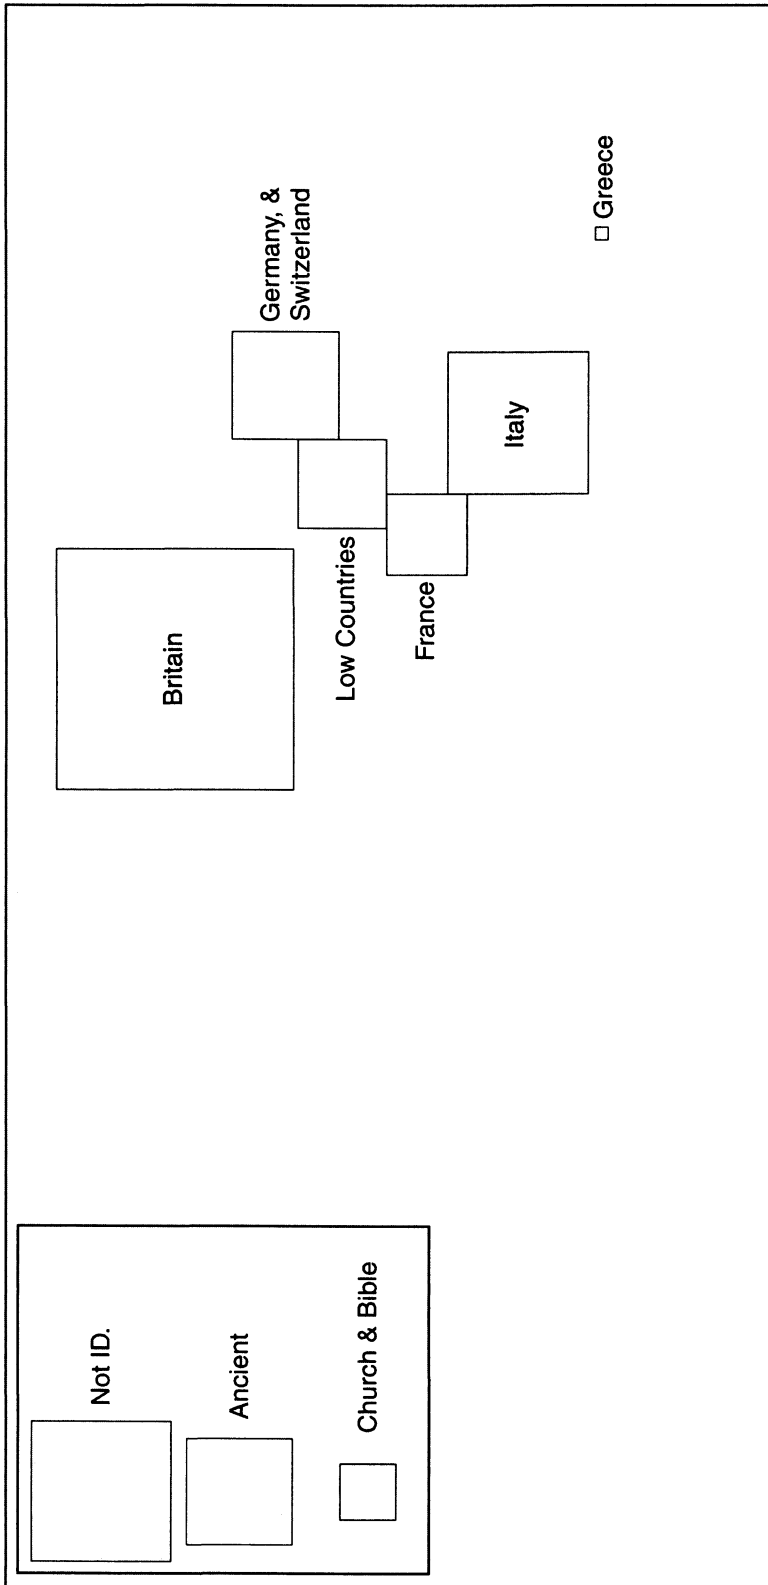 Not ID.
Ancient
Church & Bible
Britain
Low Countries
France
Germany, &
Switzerland
Italy
Greece